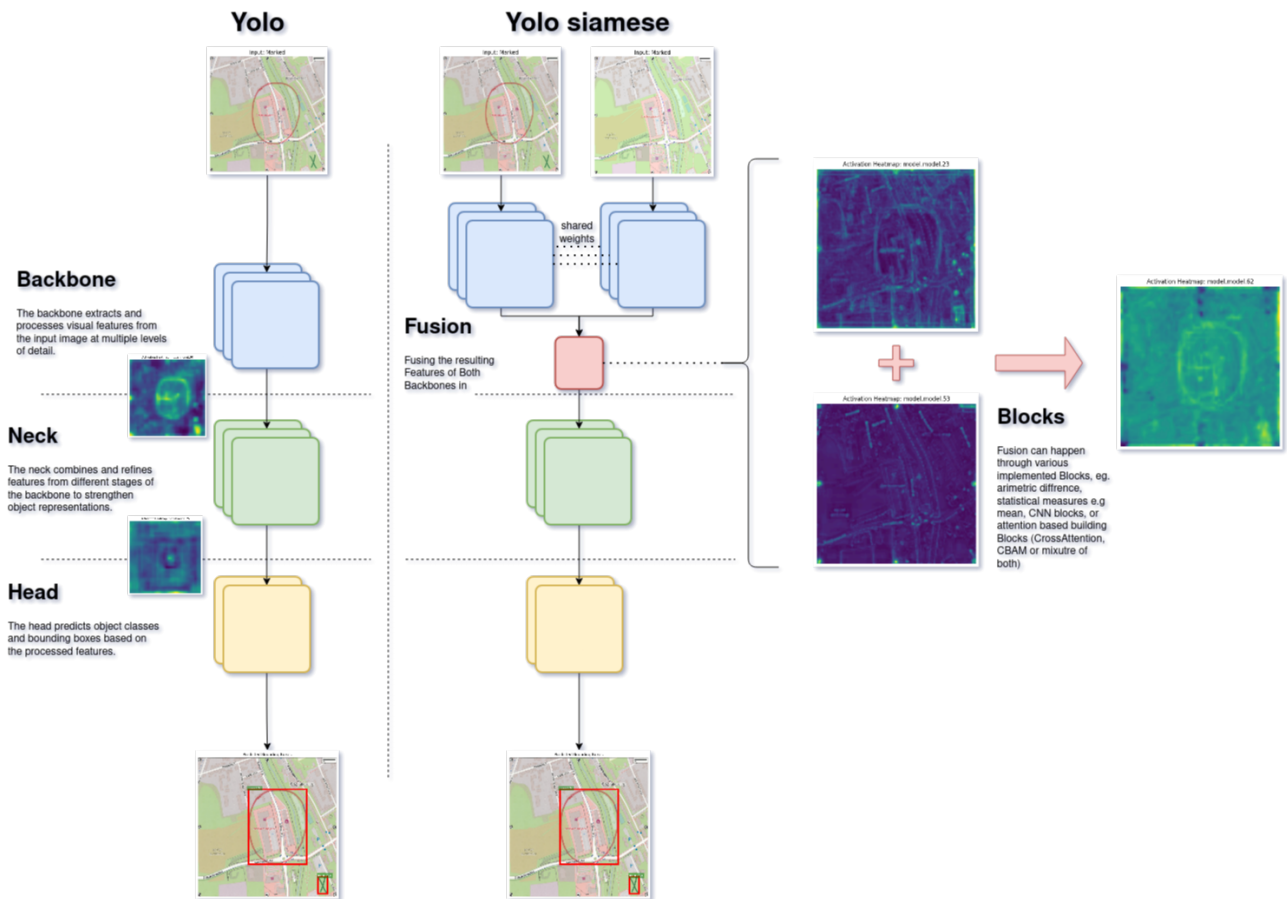 Yolo
Yolo siamese
Input: Marked
Input: Marked
shared
weights
Backbone
The backbone extracts and
processes visual features from
the input image at multiple levels
of detail.
Fusion
Fusing the resulting
Features of Both
Backbones in
Neck
The neck combines and refines
features from different stages of
the backbone to strengthen
object representations.
Head
The head predicts object classes
and bounding boxes based on
the processed features.
Activation Heatmap: model.model.23
Activation Heatmap: model.model.53
Activation Heatmap: model.model.62
Blocks
Fusion can happen
through various
implemented Blocks, eg.
arimetric diffrence,
statistical measures e.g
mean, CNN blocks, or
attention based building
Blocks (CrossAttention,
CBAM or mixutre of
both)